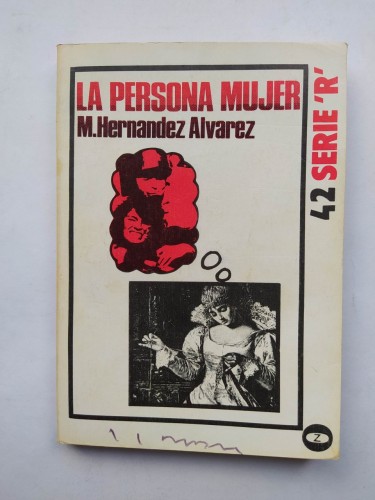 LA PERSONA MUJER
M.HERNANDEZ ALVAREZ
42 SERIE 'R'
Z